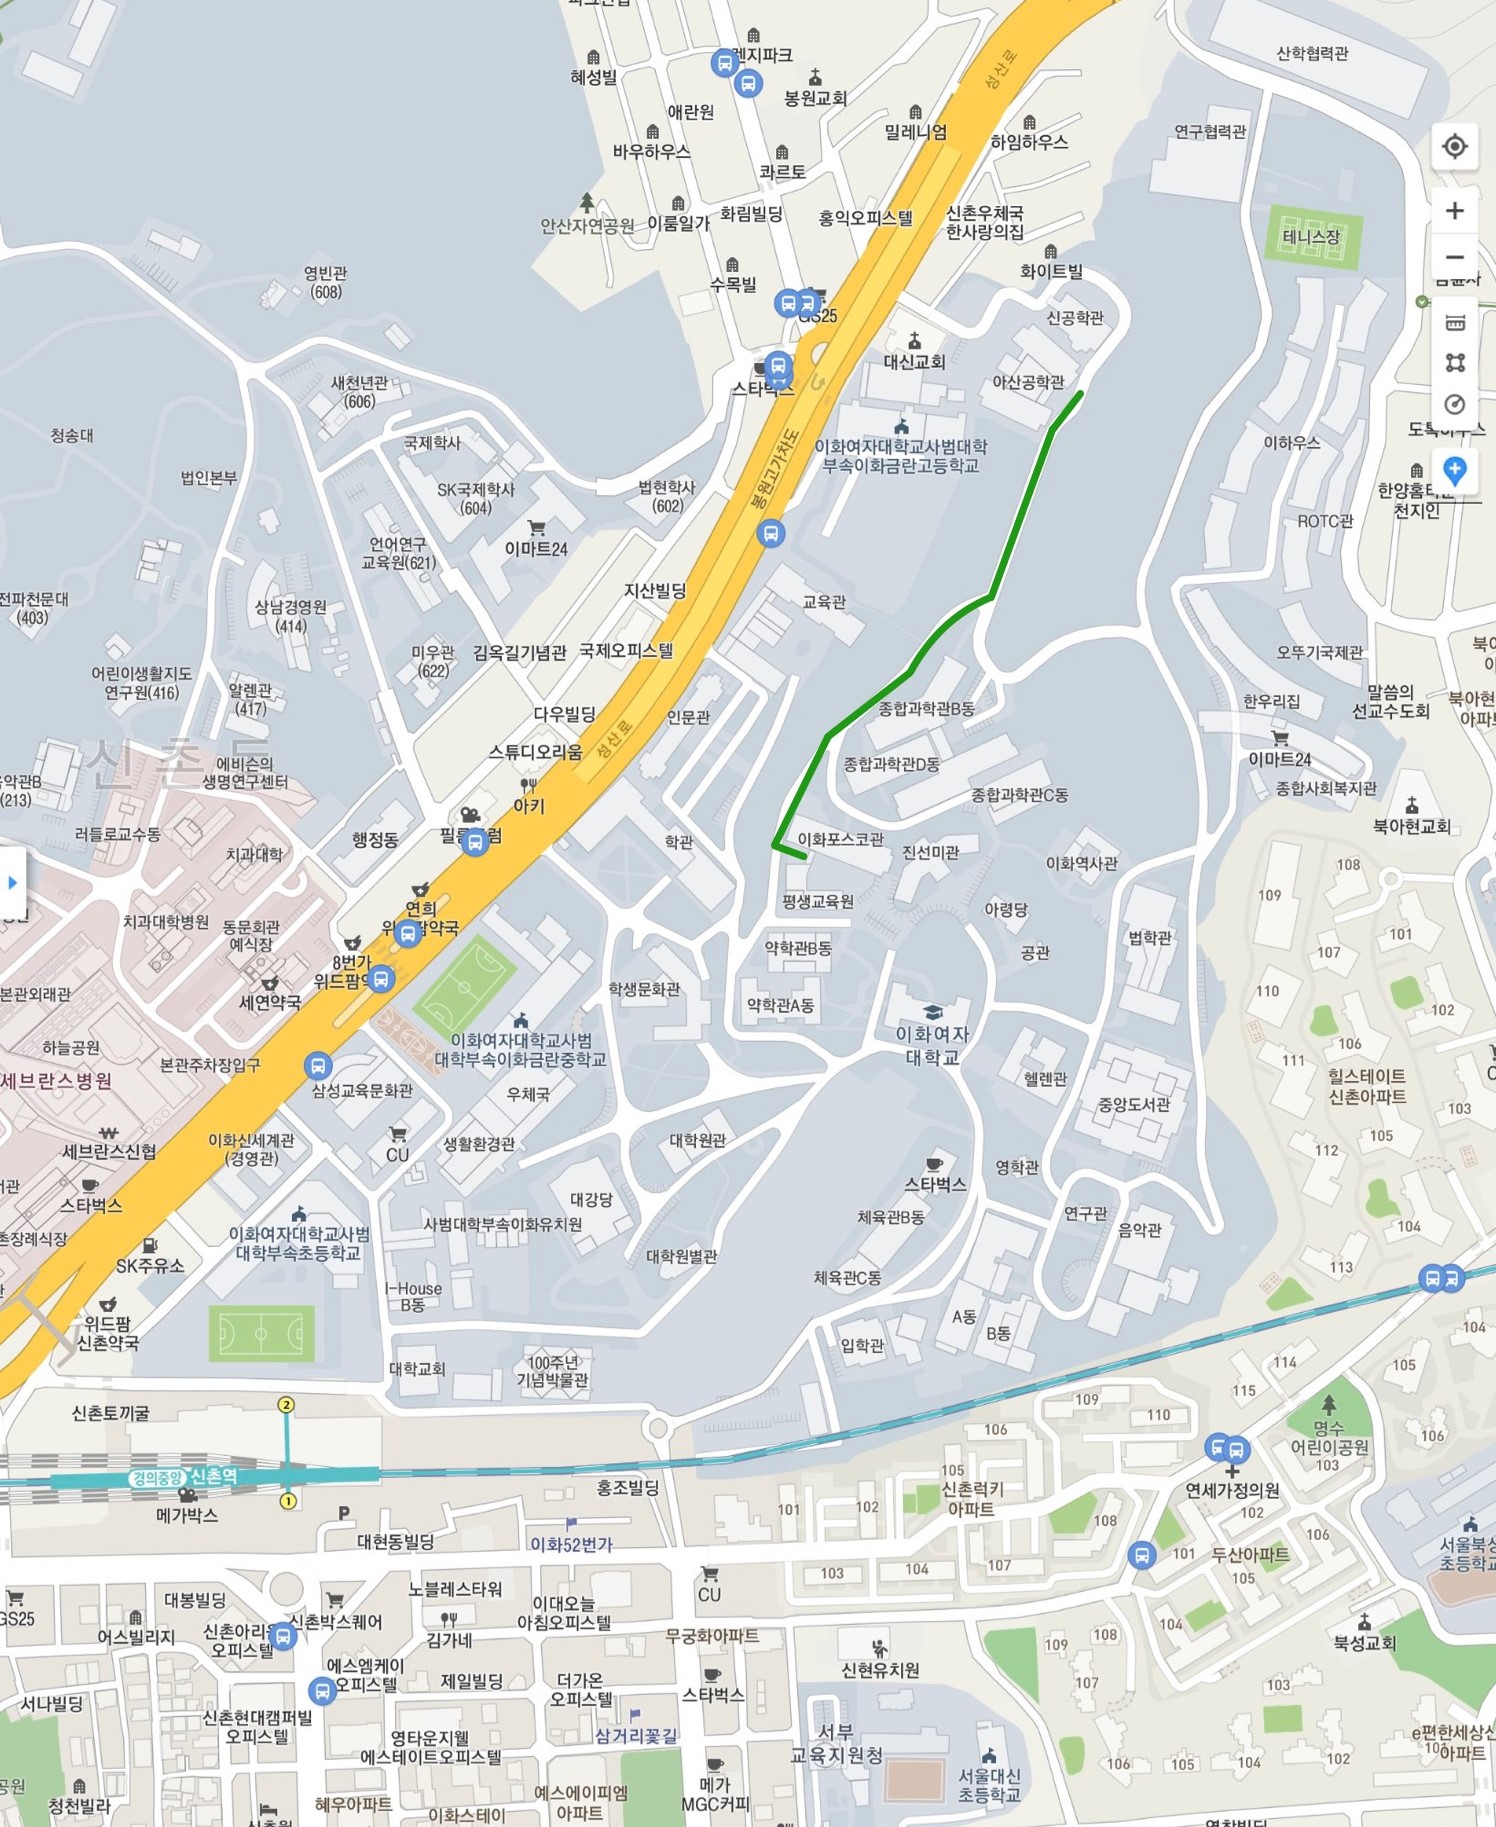 산학협력관
렌지파크
혜성빌
봉원교회
성산로
애란원
밀레니엄
하임하우스
연구협력관
바우하우스
콰르토
안산자연공원
이룸일가
화림빌딩
홍익오피스텔
신촌우체국
한사랑의집
테니스장
영빈관
(608)
수목빌
화이트빌
GS25
신공학관
대신교회
새천년관
(606)
스타벅스
아산공학관
청송대
국제학사
이화여자대학교사범대학
부속이화금란고등학교
이하우스
법인본부
SK국제학사
(604)
법현학사
(602)
봉원고가차도
한양홈타운
천지인
ROTC관
언어연구
교육원(621)
이마트24
전파천문대
(403)
상남경영원
(414)
지산빌딩
교육관
미우관
(622)
김옥길기념관
국제오피스텔
오뚜기국제관
어린이생활지도
연구원(416)
알렌관
(417)
다우빌딩
인문관
종합과학관B동
한우리집
말씀의
선교수도회
신촌동
스튜디오리움
성산로
에비슨의
생명연구센터
아키
종합과학관D동
종합과학관C동
이마트24
종합사회복지관
(213)
러들로교수동
행정동
필름포럼
북아현교회
치과대학
학관
이화포스코관
진선미관
이화역사관
108
109
연희
위드팜약국
평생교육원
아령당
치과대학병원
동문회관
예식장
8번가
약학관B동
공관
법학관
101
107
본관외래관
세연약국
학생문화관
약학관A동
110
102
이화여자대학교사범
대학부속이화금란중학교
이화여자
대학교
하늘공원
본관주차장입구
106
111
세브란스병원
삼성교육문화관
우체국
헬렌관
중앙도서관
힐스테이트
신촌아파트
103
세브란스신협
이화신세계관
(경영관)
CU
생활환경관
대학원관
105
112
스타벅스
영학관
스타벅스
대강당
체육관B동
연구관
음악관
104
이화여자대학교사범
대학부속초등학교
사범대학부속이화유치원
SK주유소
대학원별관
체육관C동
113
I-House
B동
위드팜
신촌약국
A동
B동
입학관
104
대학교회
100주년
기념박물관
114
105
115
신촌토끼굴
2
109
110
106
명수
어린이공원
106
103
경의중앙 신촌역
105
신촌럭키
아파트
연세가정의원
1
메가박스
홍조빌딩
P
101
102
102
대현동빌딩
이화52번가
108
106
107
101
두산아파트
105
서울북성
초등학교
103
104
CU
대봉빌딩
노블레스타워
이대오늘
아침오피스텔
GS25
어스빌리지
신촌박스퀘어
오피스텔
김가네
무궁화아파트
104
북성교회
109
108
신현유치원
에스엠케이
오피스텔
제일빌딩
더가온
오피스텔
스타벅스
107
103
서나빌딩
신촌현대캠퍼빌
오피스텔
삼거리꽃길
영타운지웰
에스테이트오피스텔
서부
교육지원청
106
105
104
102
e편한세상신
아파트
서울대신
초등학교
메가
MGC커피
청천빌라
혜우아파트
이화스테이
예스에이피엠
아파트